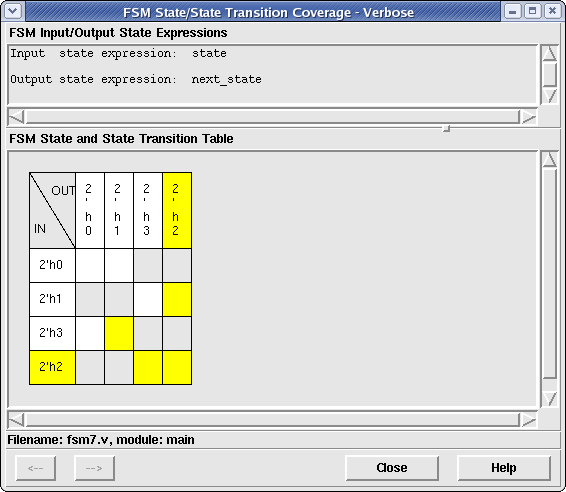 FSM State/State Transition Coverage - Verbose
FSM Input/Output State Expressions
Input  state expression:  state
Output state expression:  next_state
FSM State and State Transition Table
OUT 2'h0 2'h1 2'h3 2'h2
IN
2'h0
2'h1
2'h3
2'h2
Filename: fsm7.v, module: main
<-- --> Close Help